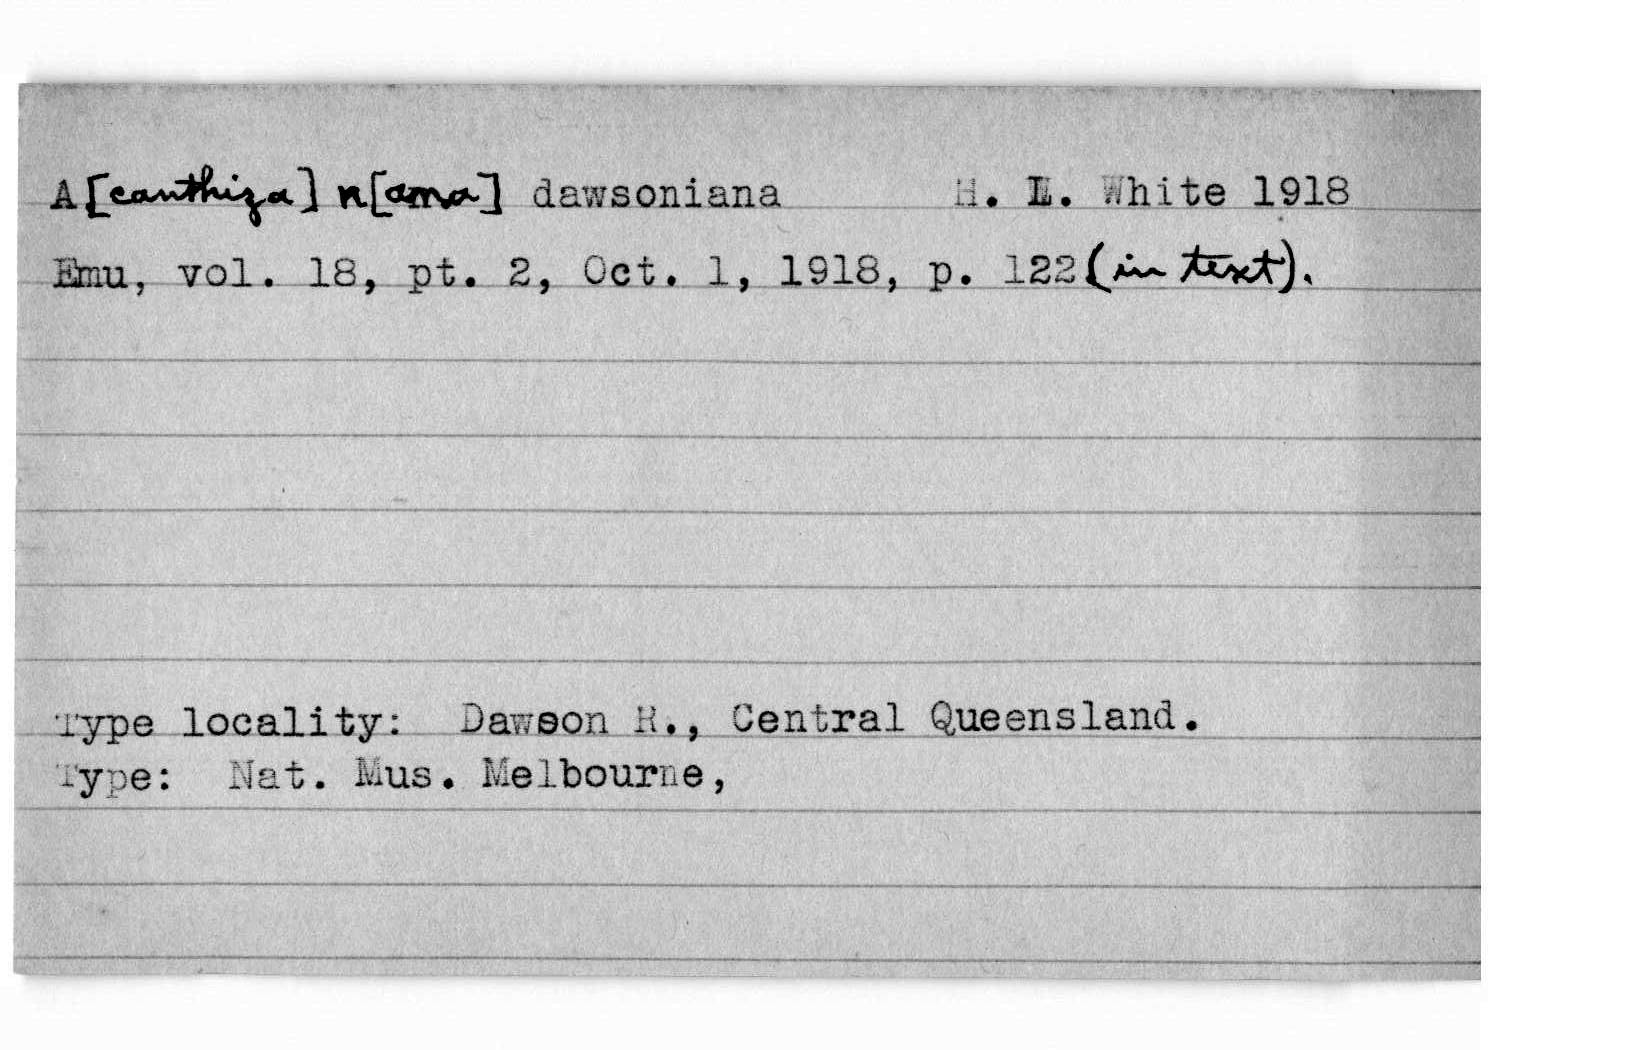 A[canthiza] n[ama] dawsoniana H. L. White 1918
Emu, vol. 18, pt. 2, Oct. 1, 1918, p. 122 (in text).
Type locality: Dawson R., Central Queensland.
Type: Nat. Mus. Melbourne,